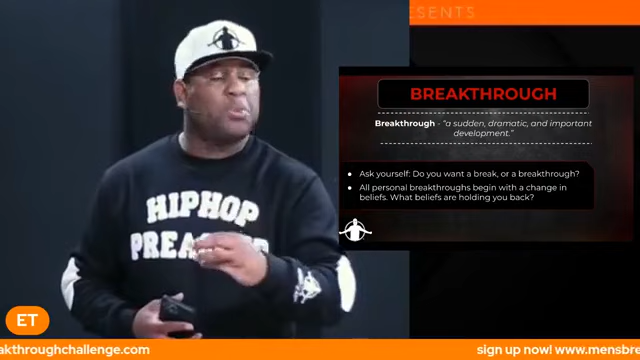 ESENTS
BREAKTHROUGH
Breakthrough - “a sudden, dramatic, and important
development.”
• Ask yourself: Do you want a break, or a breakthrough?
• All personal breakthroughs begin with a change in
beliefs. What beliefs are holding you back?
HIPHOP
PREA
ET
akthroughchallenge.com
sign up now! www.mensbre